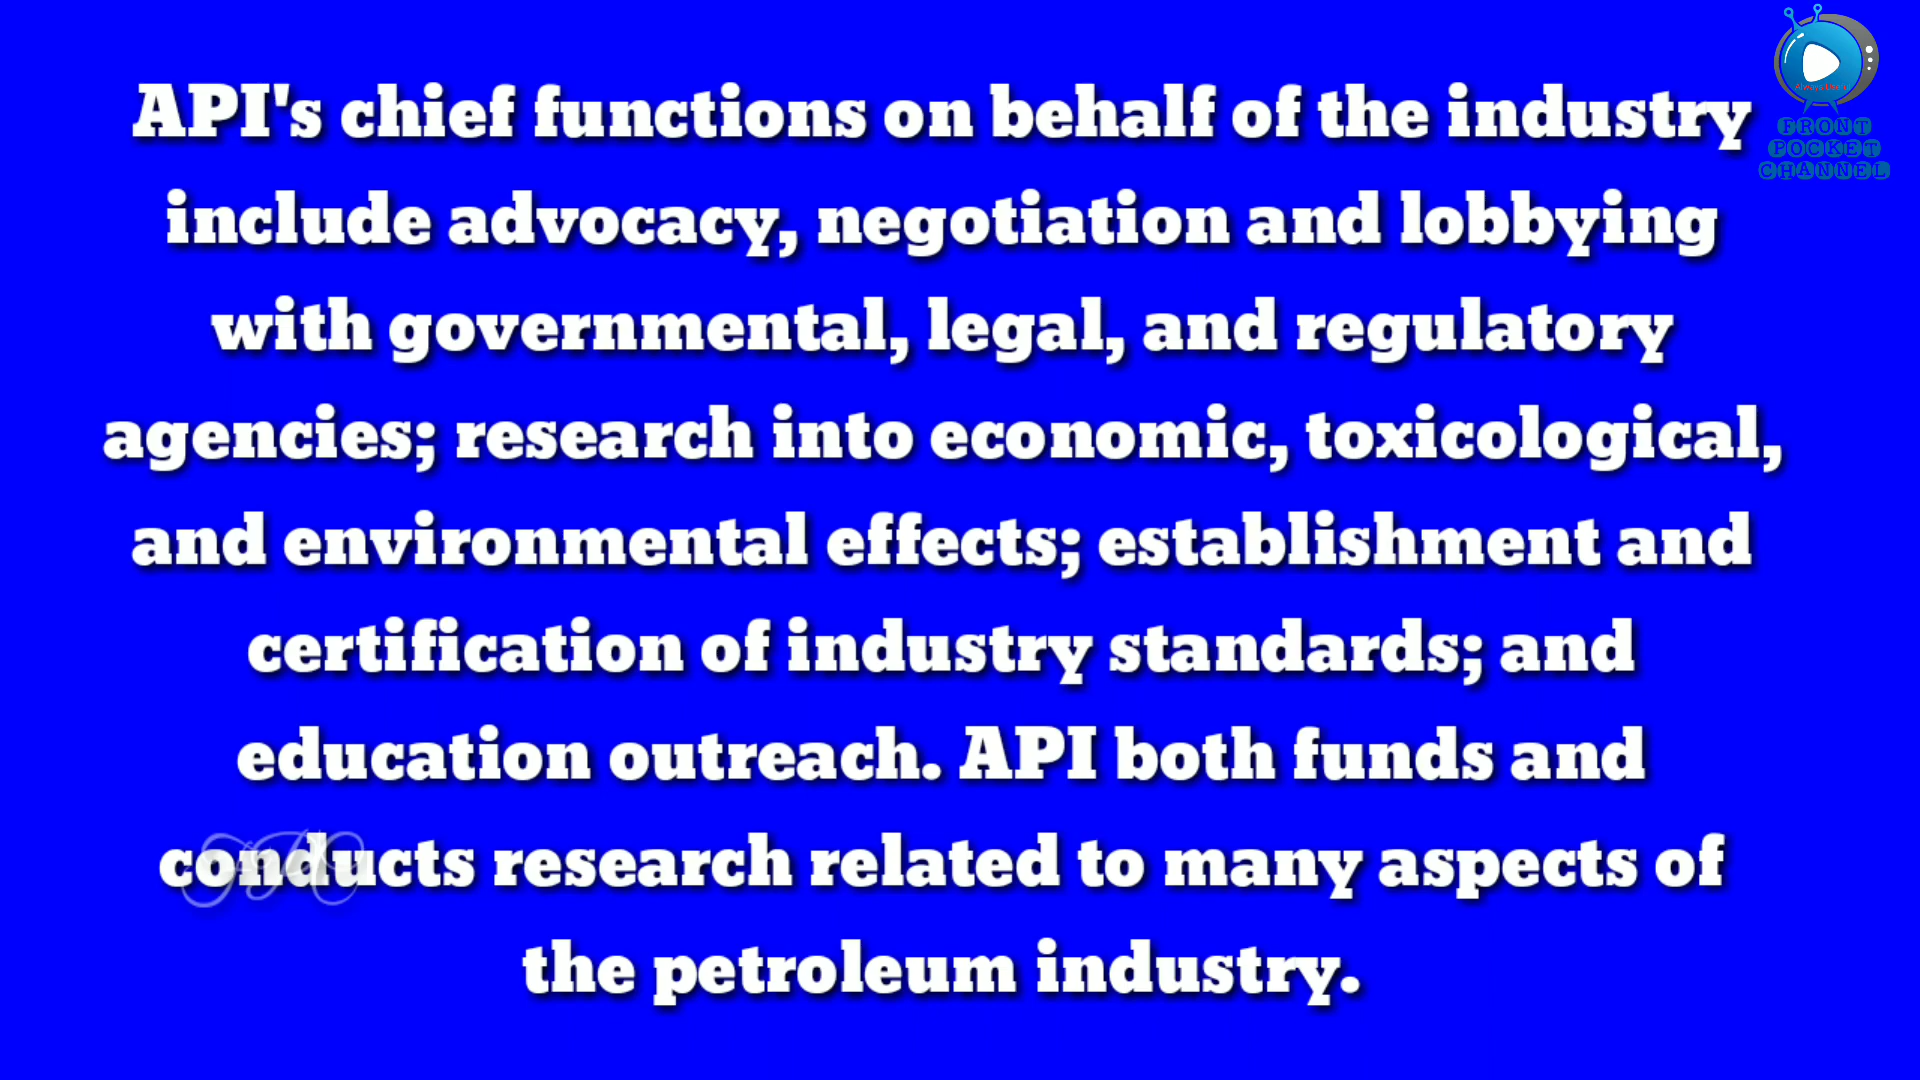 API's chief functions on behalf of the industry
include advocacy, negotiation and lobbying
with governmental, legal, and regulatory
agencies; research into economic, toxicological,
and environmental effects; establishment and
certification of industry standards; and
education outreach. API both funds and
conducts research related to many aspects of
the petroleum industry.
FRONT
POCKET
CHANNEL